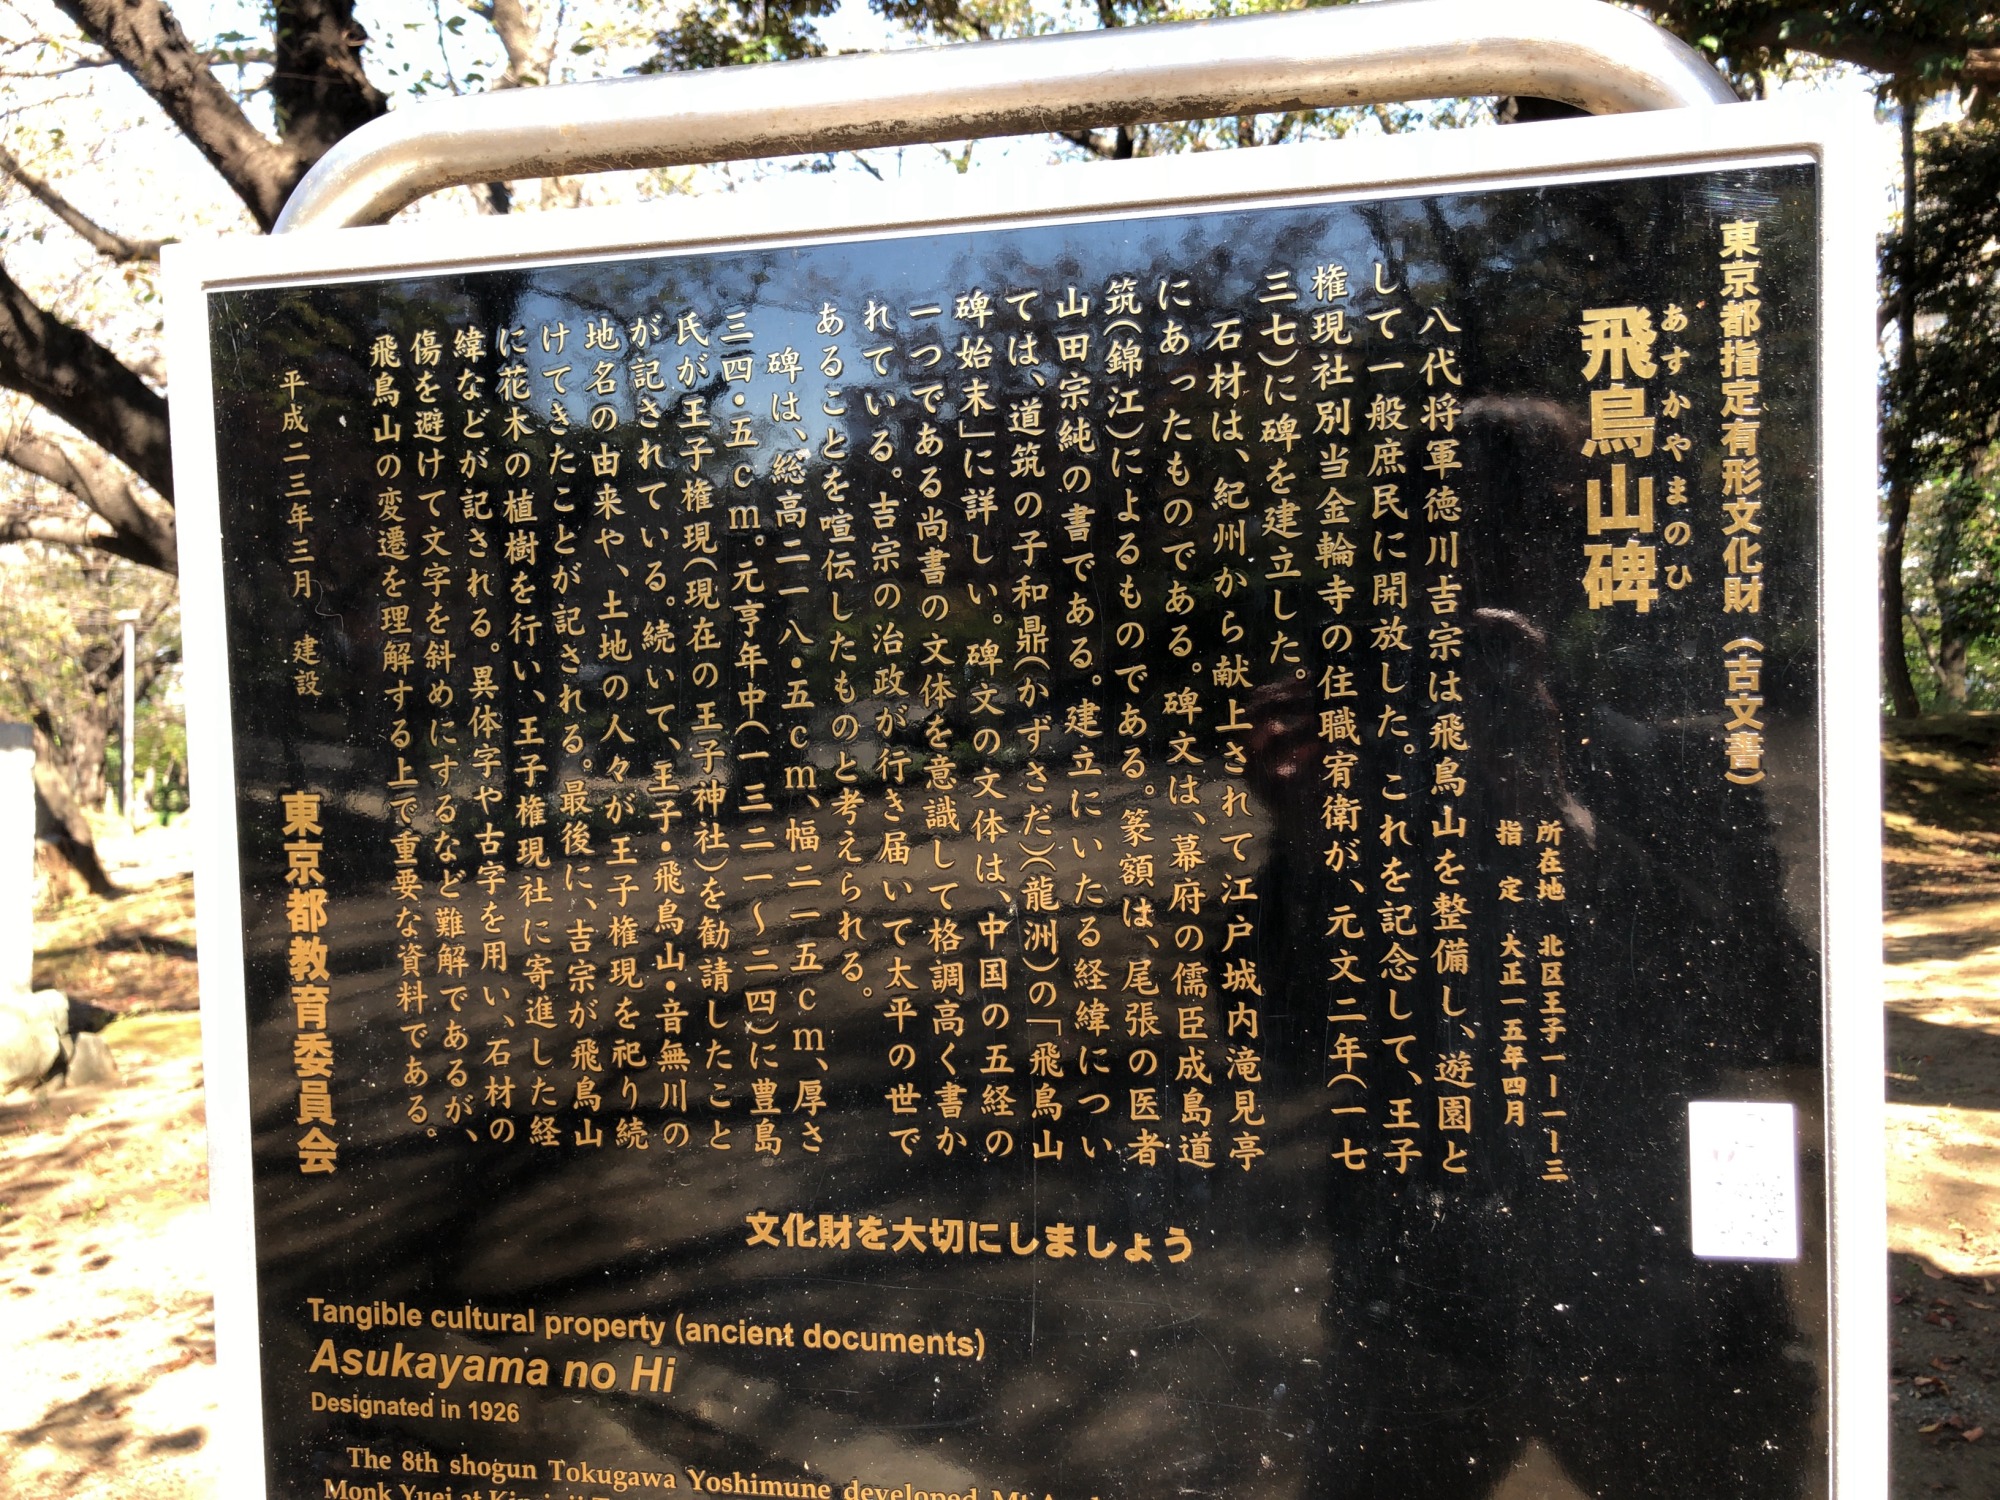 東京都指定有形文化財（古文書）
あすかやまのひ
飛鳥山碑
所在地　北区王子一ー一ー三
指　定　大正一五年四月
八代将軍徳川吉宗は飛鳥山を整備し、遊園と
して一般庶民に開放した。これを記念して、王子
権現社別当金輪寺の住職宥衛が、元文二年（一七
三七）に碑を建立した。
石材は、紀州から献上されて江戸城内滝見亭
にあったものである。碑文は、幕府の儒臣成島道
筑（錦江）によるものである。篆額は、尾張の医者
山田宗純の書である。建立にいたる経緯につい
ては、道筑の子和鼎（かずさだ）（龍洲）の「飛鳥山
碑始末」に詳しい。碑文の文体は、中国の五経の
一つである尚書の文体を意識して格調高く書か
れている。吉宗の治政が行き届いて太平の世で
あることを喧伝したものと考えられる。
碑は、総高二一八・五ｃｍ、幅二一五ｃｍ、厚さ
三四・五ｃｍ。元亨年中（一三二一～二四）に豊島
氏が王子権現（現在の王子神社）を勧請したこと
が記されている。続いて、王子・飛鳥山・音無川の
地名の由来や、土地の人々が王子権現を祀り続
けてきたことが記される。最後に、吉宗が飛鳥山
に花木の植樹を行い、王子権現社に寄進した経
緯などが記される。異体字や古字を用い、石材の
傷を避けて文字を斜めにするなど難解であるが、
飛鳥山の変遷を理解する上で重要な資料である。
平成二三年三月　建設
東京都教育委員会
文化財を大切にしましょう
Tangible cultural property (ancient documents)
Asukayama no Hi
Designated in 1926
The 8th shogun Tokugawa Yoshimune developed
Monk Yuei at